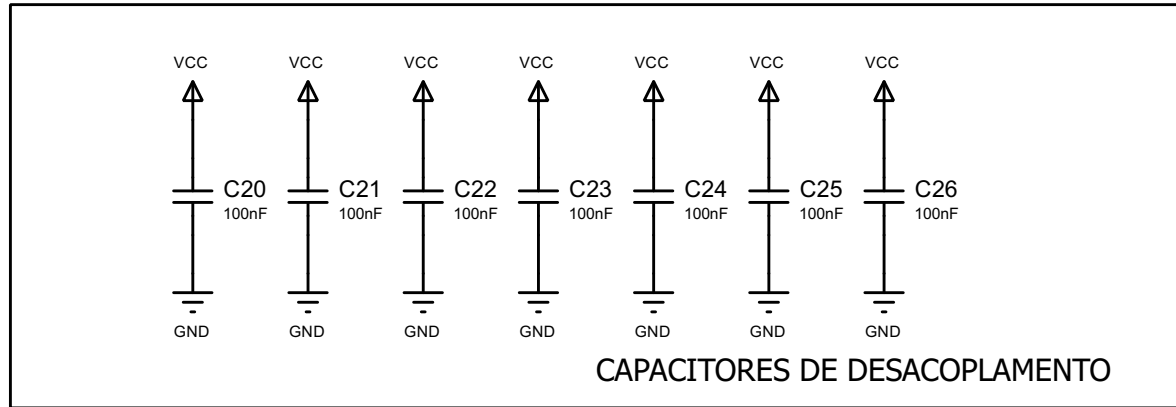 VCC VCC VCC VCC VCC VCC VCC
C20 C21 C22 C23 C24 C25 C26
100nF 100nF 100nF 100nF 100nF 100nF 100nF
GND GND GND GND GND GND GND
CAPACITORES DE DESACOPLAMENTO